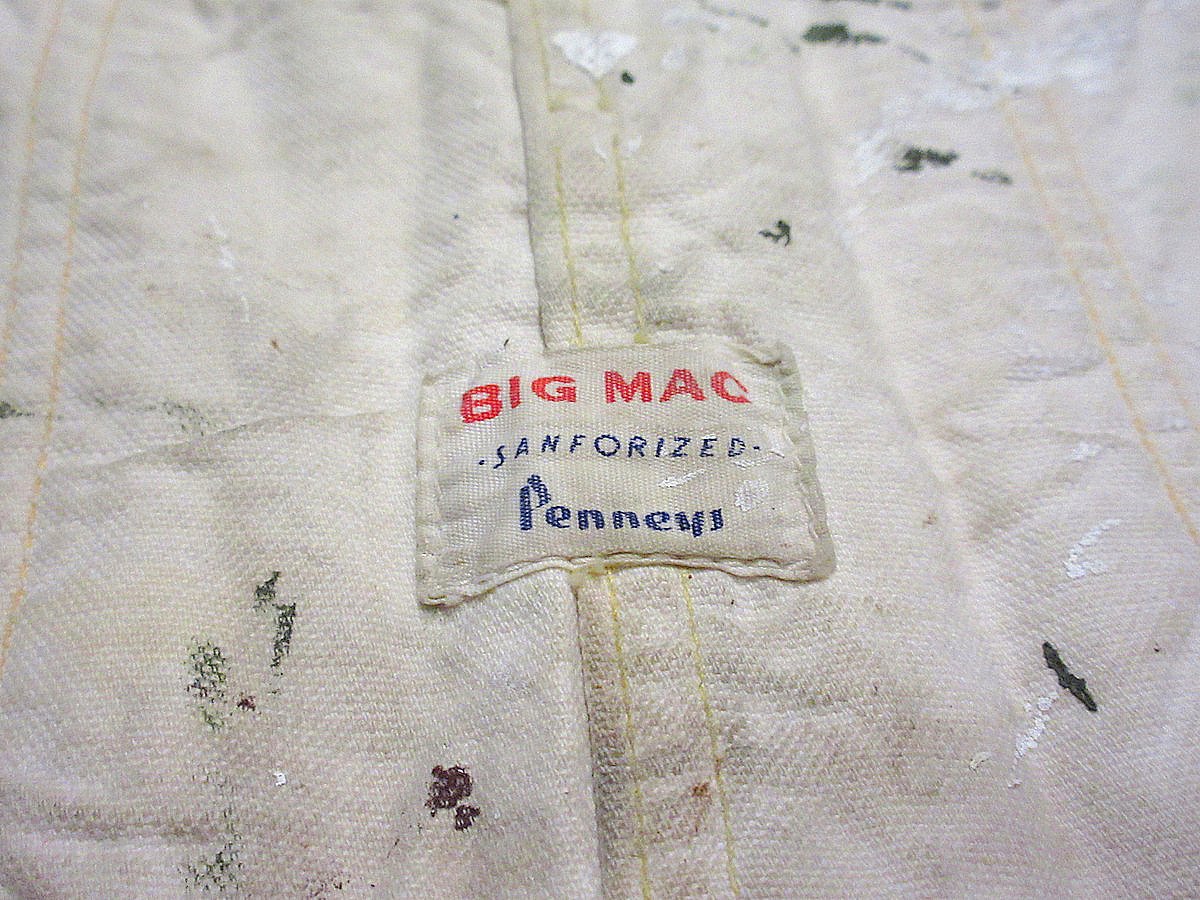 BIG MAC
·SANFORIZED·
Penneys